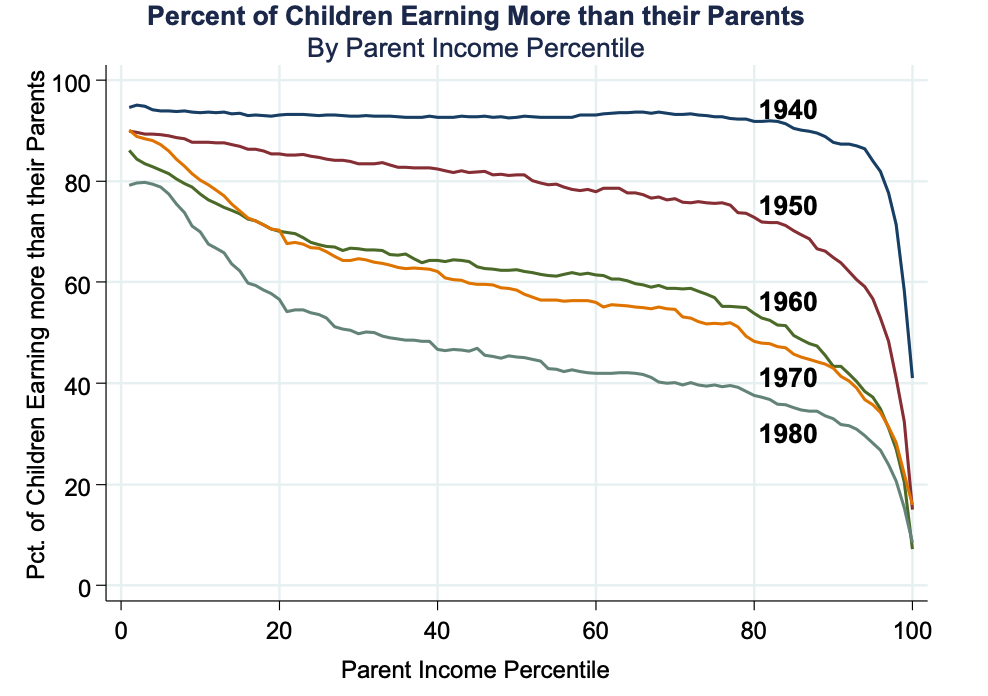 Percent of Children Earning More than their Parents
By Parent Income Percentile
Pct. of Children Earning more than their Parents
100
80
60
40
20
0
1940
1950
1960
1970
1980
0 20 40 60 80 100
Parent Income Percentile